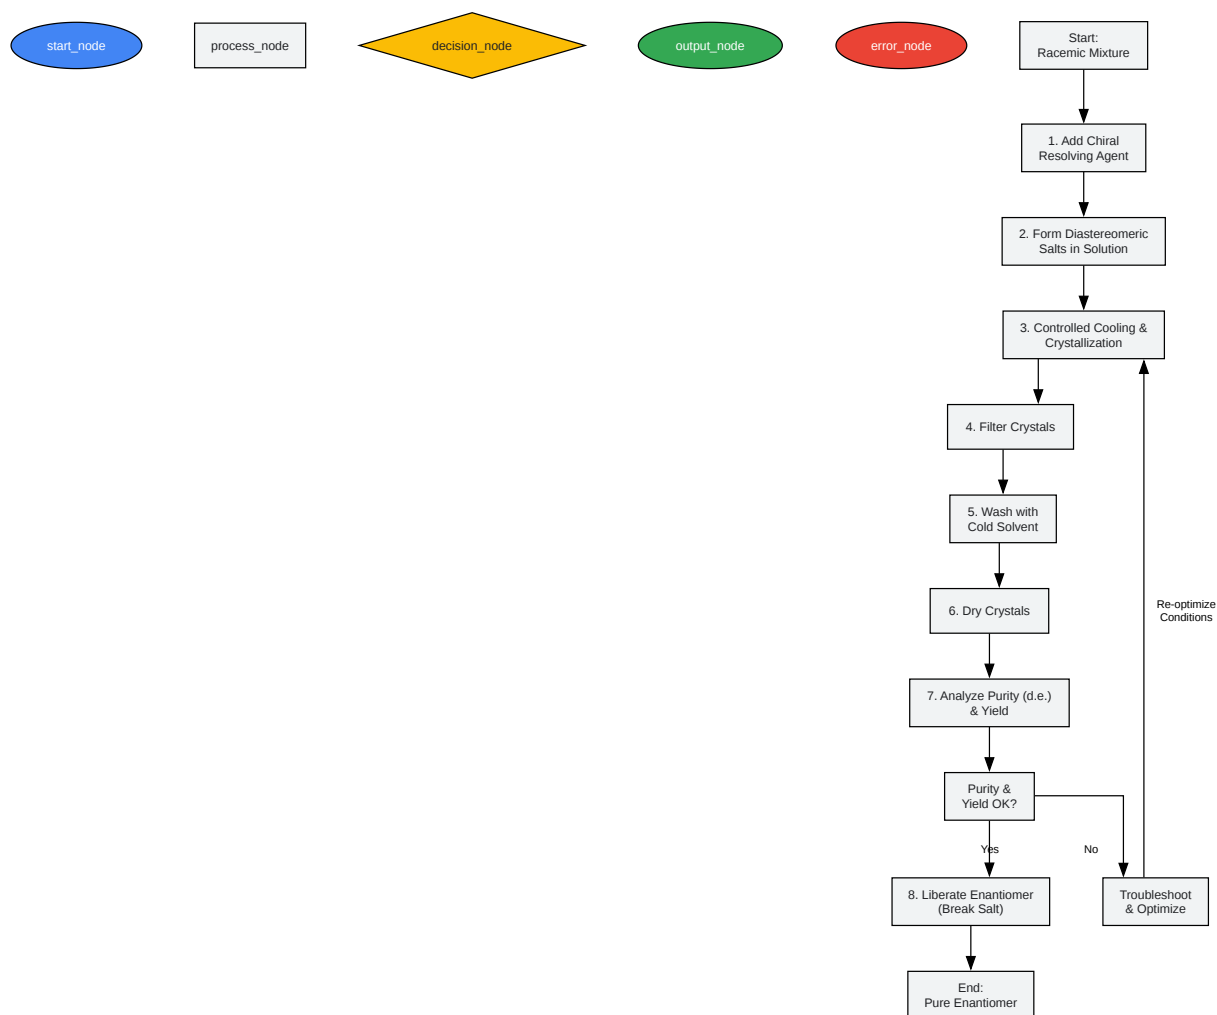 start_node
process_node
decision_node
output_node
error_node
Start:
Racemic Mixture
1. Add Chiral
Resolving Agent
2. Form Diastereomeric
Salts in Solution
3. Controlled Cooling &
Crystallization
4. Filter Crystals
5. Wash with
Cold Solvent
6. Dry Crystals
Re-optimize
Conditions
7. Analyze Purity (d.e.)
& Yield
Purity &
Yield OK?
Yes
No
8. Liberate Enantiomer
(Break Salt)
Troubleshoot
& Optimize
End:
Pure Enantiomer